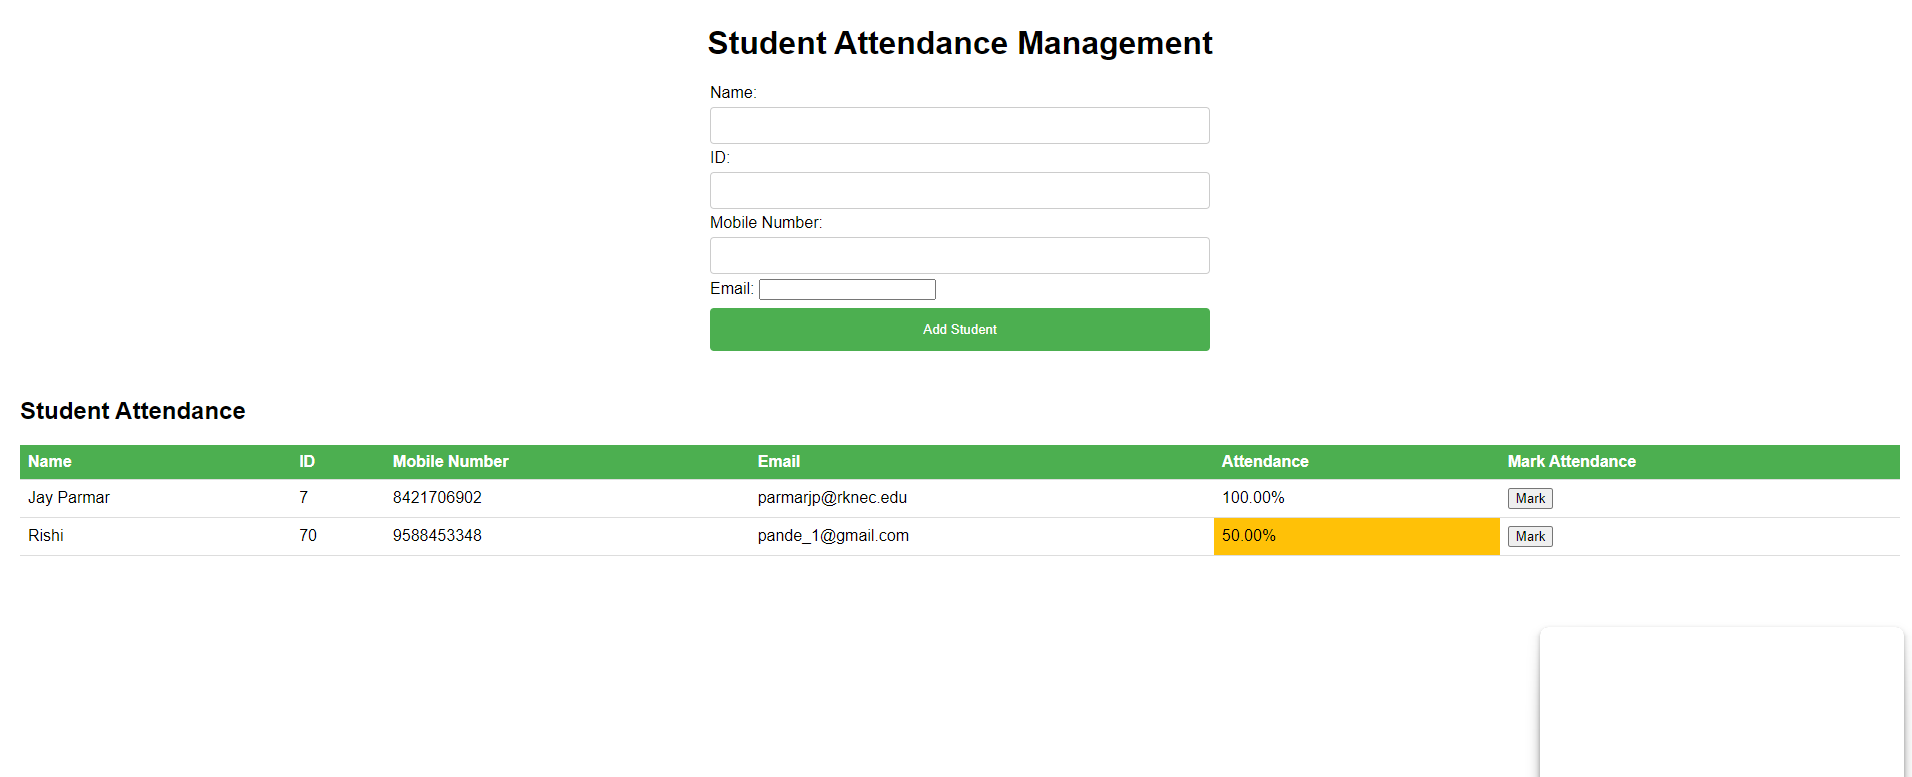 Student Attendance Management
Name:
ID:
Mobile Number:
Email:
Add Student
Student Attendance
Name ID Mobile Number Email Attendance Mark Attendance
Jay Parmar 7 8421706902 parmarjp@rknec.edu 100.00% Mark
Rishi 70 9588453348 pande_1@gmail.com 50.00% Mark